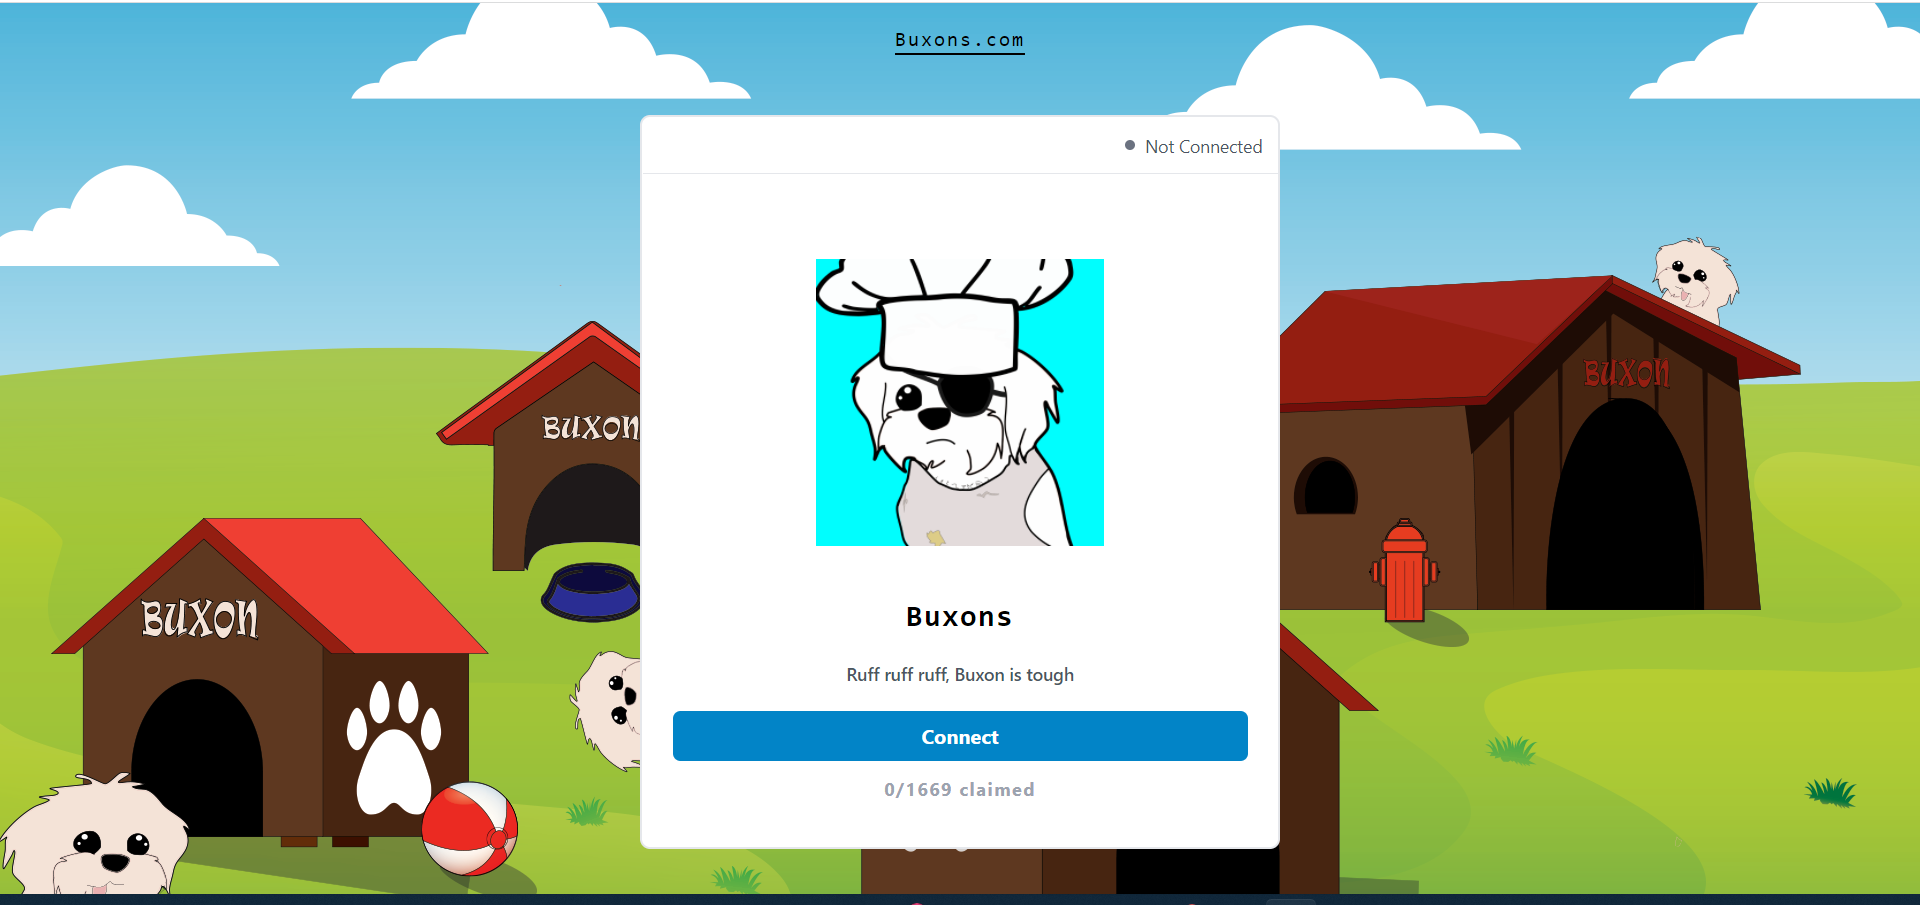 Buxons.com
Not Connected
BUXON
BUXON
BUXON
Buxons
Ruff ruff ruff, Buxon is tough
Connect
0/1669 claimed